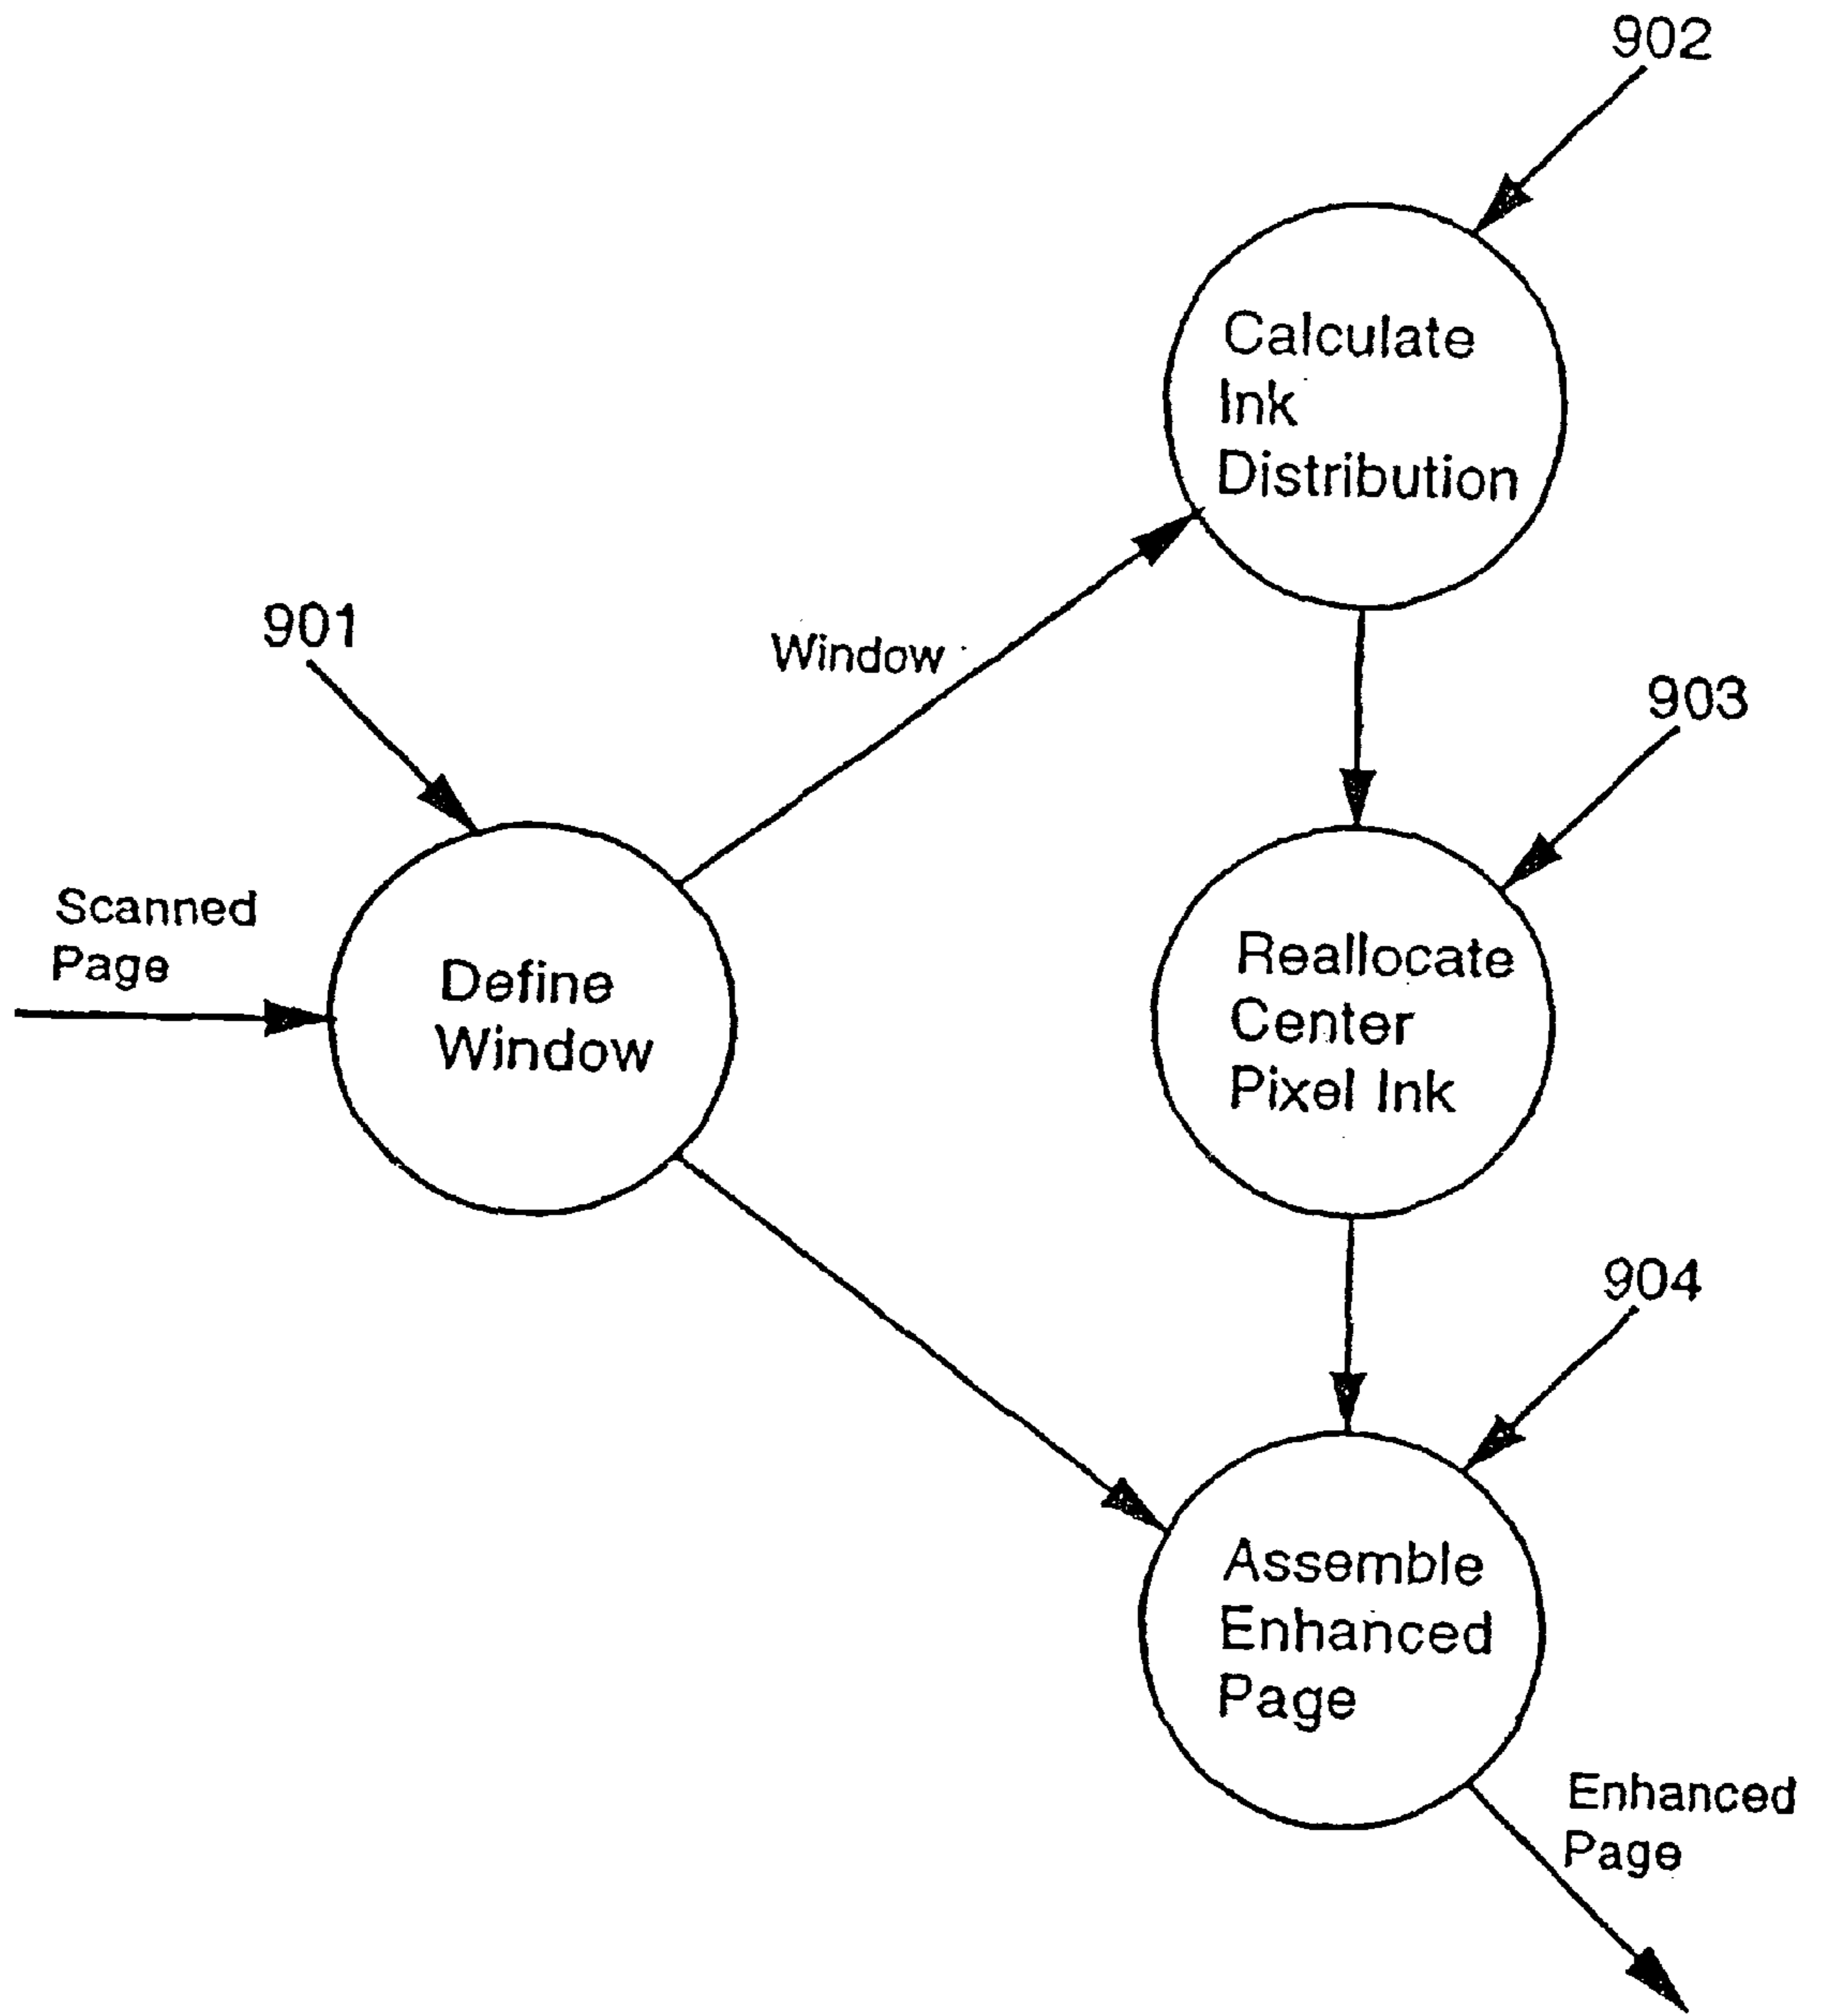 902
Calculate
Ink
Distribution
901
Window
903
Scanned
Page
Define
Window
Reallocate
Center
Pixel Ink
904
Assemble
Enhanced
Page
Enhanced
Page